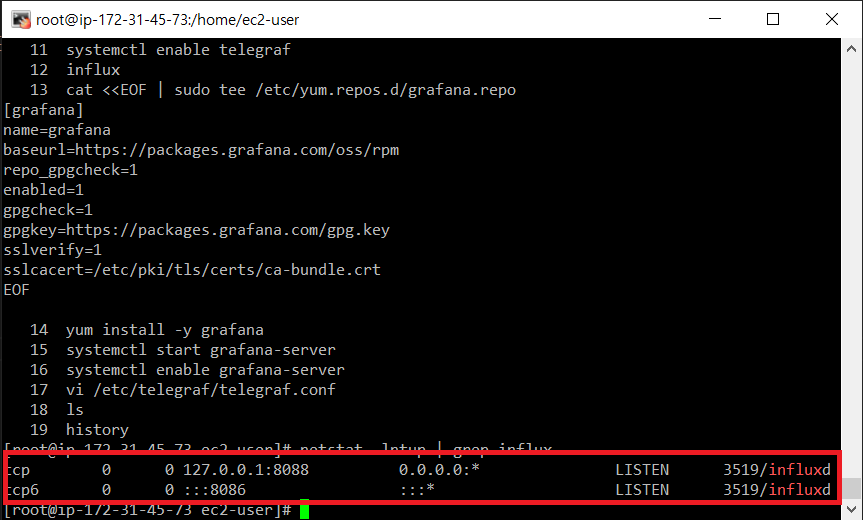 root@ip-172-31-45-73:/home/ec2-user
11 systemctl enable telegraf
12 influx
13 cat <<EOF | sudo tee /etc/yum.repos.d/grafana.repo
[grafana]
name=grafana
baseurl=https://packages.grafana.com/oss/rpm
repo_gpgcheck=1
enabled=1
gpgcheck=1
gpgkey=https://packages.grafana.com/gpg.key
sslverify=1
sslcacert=/etc/pki/tls/certs/ca-bundle.crt
EOF
14 yum install -y grafana
15 systemctl start grafana-server
16 systemctl enable grafana-server
17 vi /etc/telegraf/telegraf.conf
18 ls
19 history
[root@ip-172-31-45-73 ec2-user]# netstat -lntup | grep influx
tcp 0 0 127.0.0.1:8088 0.0.0.0:* LISTEN 3519/influxd
tcp6 0 0 :::8086 :::* LISTEN 3519/influxd
[root@ip-172-31-45-73 ec2-user]#